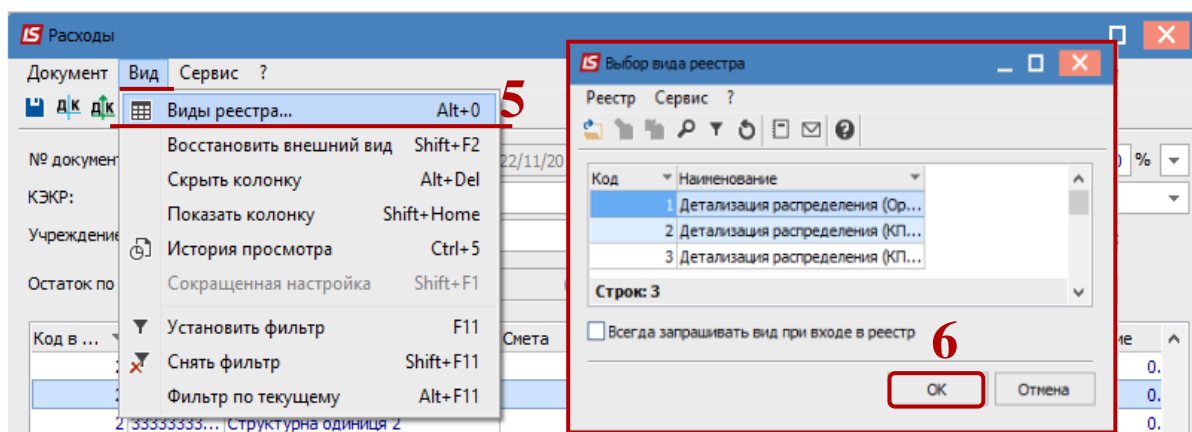 Расходы
Документ Вид Сервис ?
№ документ
22/11/20
%
КЭКР:
Учреждение
Остаток по
Код в ...
Смета
0.
0.
2 33333333... Структурна одиниця 2
0.
Виды реестра... Alt+0
5
Восстановить внешний вид Shift+F2
Скрыть колонку Alt+Del
Показать колонку Shift+Home
История просмотра Ctrl+5
Сокращенная настройка Shift+F1
Установить фильтр F11
Снять фильтр Shift+F11
Фильтр по текущему Alt+F11
Выбор вида реестра
Реестр Сервис ?
Код Наименование
1 Детализация распределения (Ор...
2 Детализация распределения (КП...
3 Детализация распределения (КП...
Строк: 3
Всегда запрашивать вид при входе в реестр
6
OK Отмена